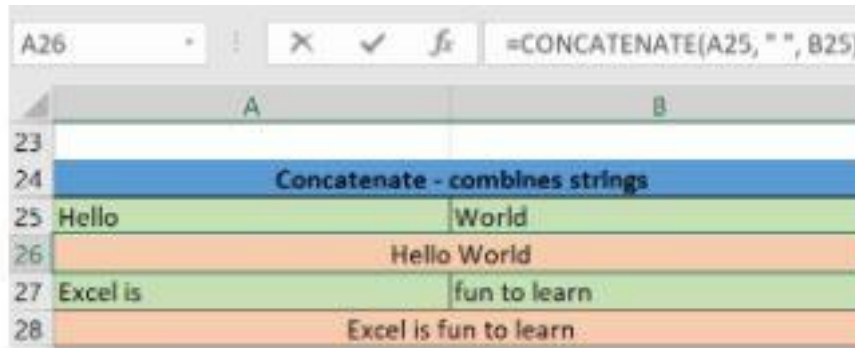 A26 fx =CONCATENATE(A25, " ", B25)
A B
23
24 Concatenate - combines strings
25 Hello World
26 Hello World
27 Excel is fun to learn
28 Excel is fun to learn